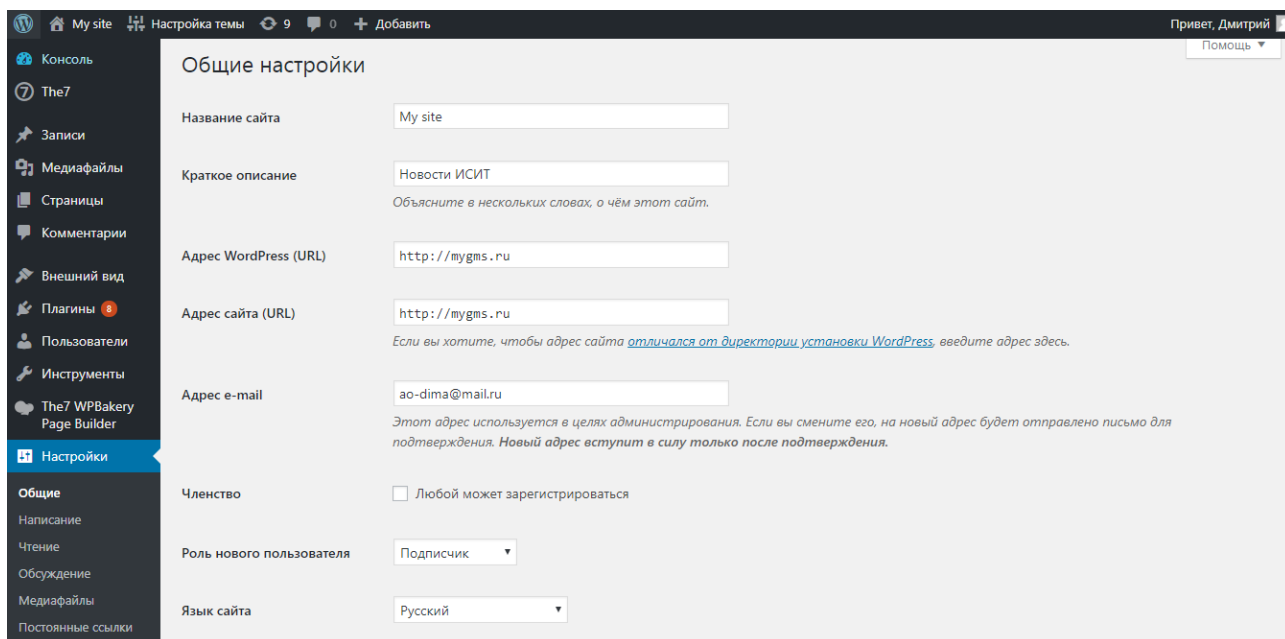 My site Настройка темы 9 0 Добавить Привет, Дмитрий
Помощь
Консоль
The7
Записи
Медиафайлы
Страницы
Комментарии
Внешний вид
Плагины 8
Пользователи
Инструменты
The7 WPBakery
Page Builder
Настройки
Общие
Написание
Чтение
Обсуждение
Медиафайлы
Постоянные ссылки
Общие настройки
Название сайта My site
Краткое описание Новости ИСИТ
Объясните в нескольких словах, о чём этот сайт.
Адрес WordPress (URL) http://mygms.ru
Адрес сайта (URL) http://mygms.ru
Если вы хотите, чтобы адрес сайта отличался от директории установки WordPress, введите адрес здесь.
Адрес e-mail ao-dima@mail.ru
Этот адрес используется в целях администрирования. Если вы смените его, на новый адрес будет отправлено письмо для
подтверждения. Новый адрес вступит в силу только после подтверждения.
Членство Любой может зарегистрироваться
Роль нового пользователя Подписчик
Язык сайта Русский